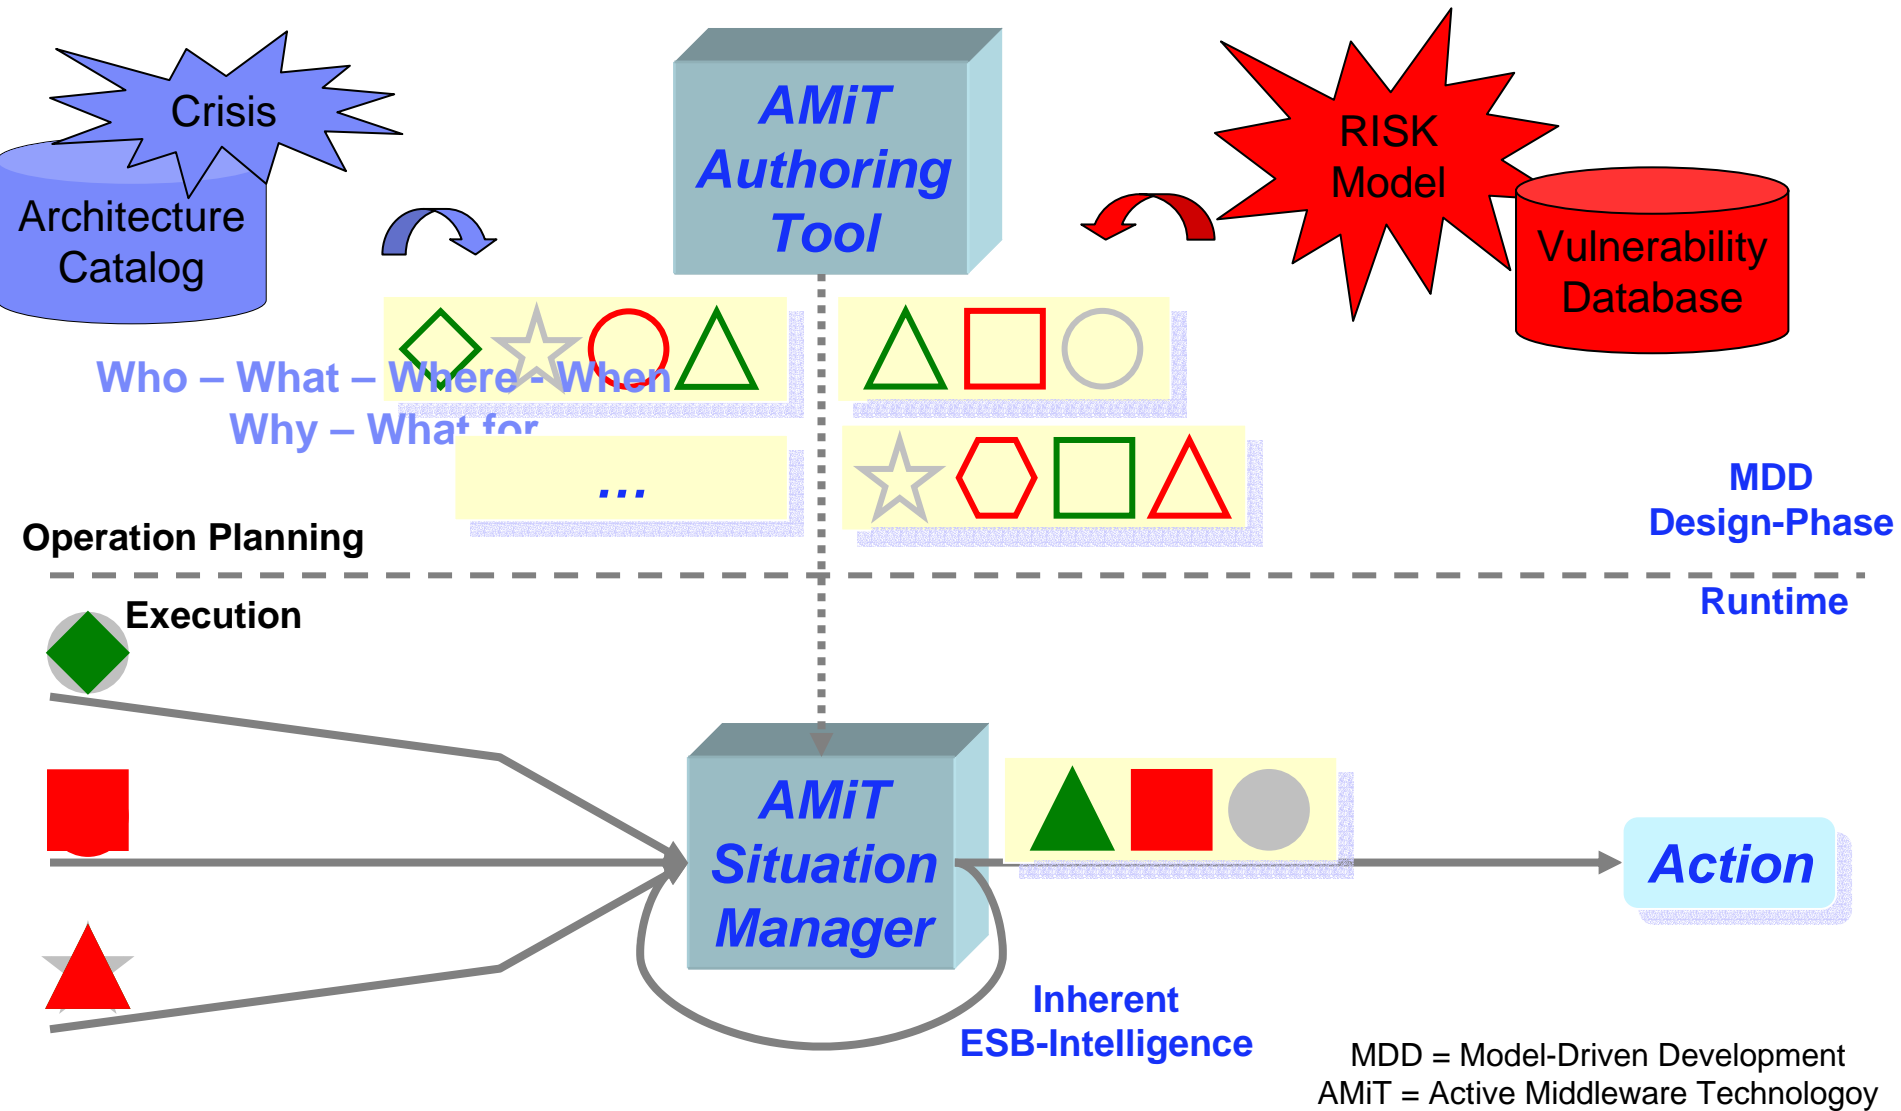 Crisis
Architecture
Catalog
AMiT
Authoring
Tool
RISK
Model
Vulnerability
Database
Who – What – Where - When
Why – What for
...
MDD
Design-Phase
Operation Planning
Execution
Runtime
AMiT
Situation
Manager
Action
Inherent
ESB-Intelligence
MDD = Model-Driven Development
AMiT = Active Middleware Technologoy